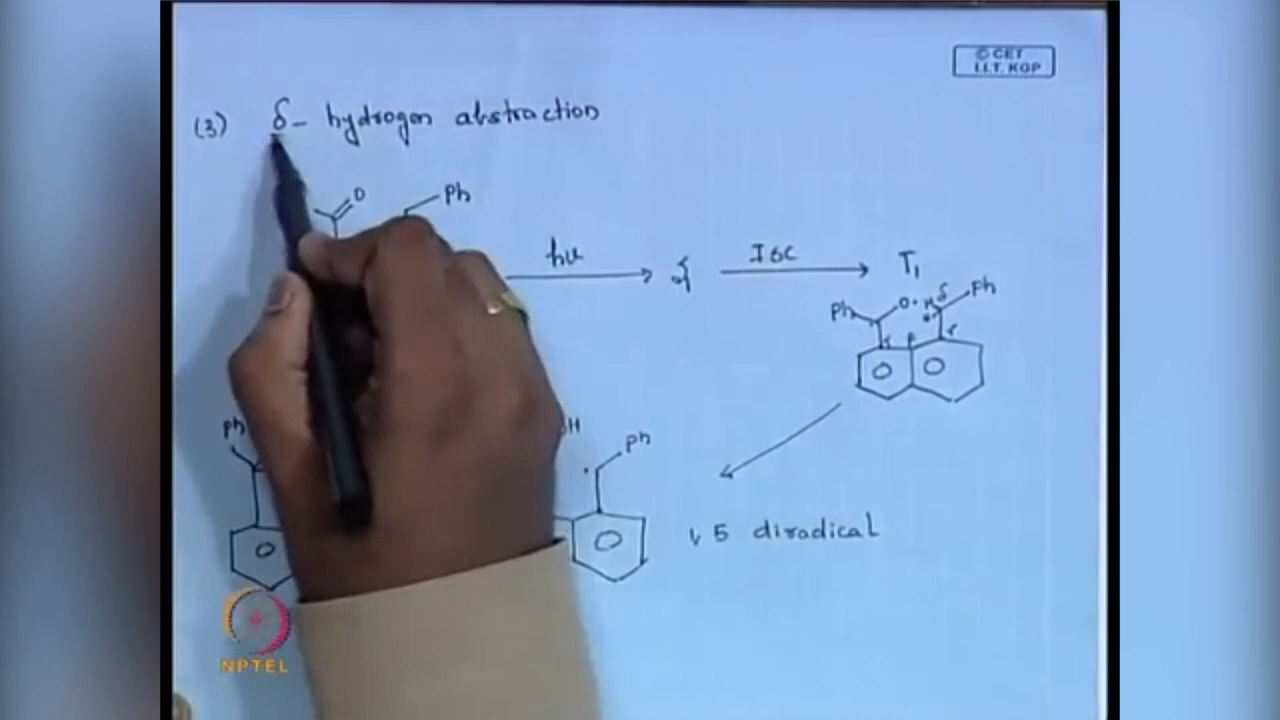 © CET
I.I.T. KGP
(3) δ- hydrogen abstraction
O
Ph
hν
ISC
T₁
Ph
O·
H
δ
Ph
Ph
H
Ph
1,5 diradical
NPTEL